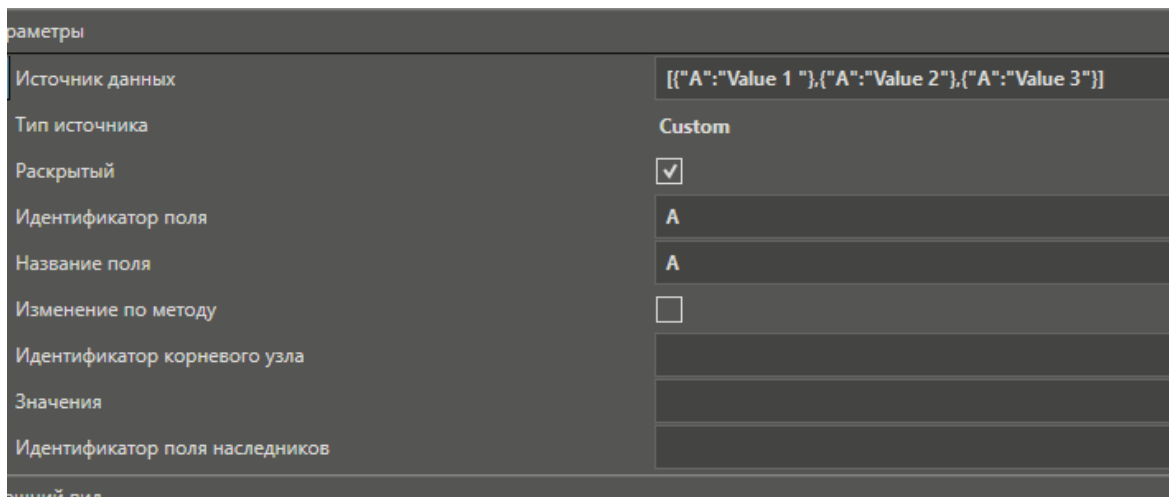 раметры
Источник данных [{"A":"Value 1 "},{"A":"Value 2"},{"A":"Value 3"}]
Тип источника Custom
Раскрытый
Идентификатор поля A
Название поля A
Изменение по методу
Идентификатор корневого узла
Значения
Идентификатор поля наследников